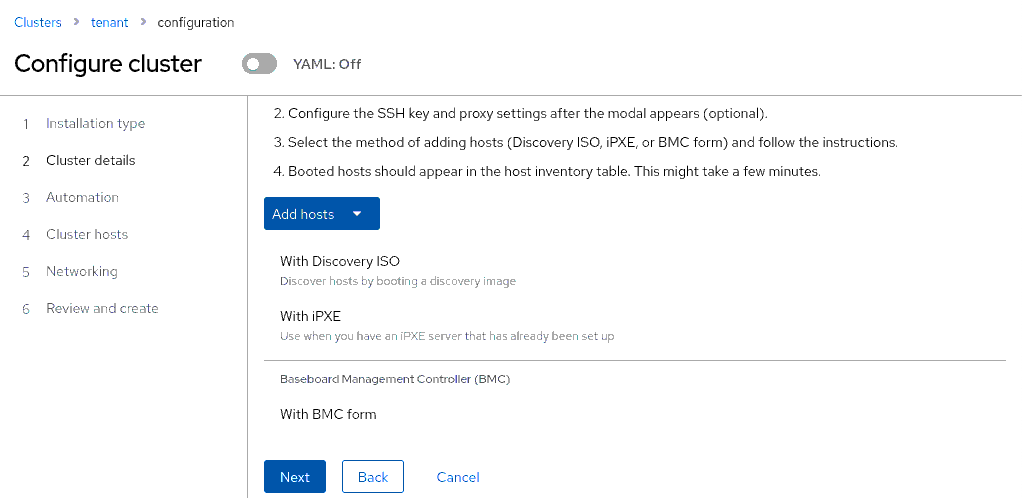 Clusters > tenant > configuration
Configure cluster YAML: Off
1 Installation type
2 Cluster details
3 Automation
4 Cluster hosts
5 Networking
6 Review and create
2. Configure the SSH key and proxy settings after the modal appears (optional).
3. Select the method of adding hosts (Discovery ISO, iPXE, or BMC form) and follow the instructions.
4. Booted hosts should appear in the host inventory table. This might take a few minutes.
Add hosts
With Discovery ISO
Discover hosts by booting a discovery image
With iPXE
Use when you have an iPXE server that has already been set up
Baseboard Management Controller (BMC)
With BMC form
Next Back Cancel